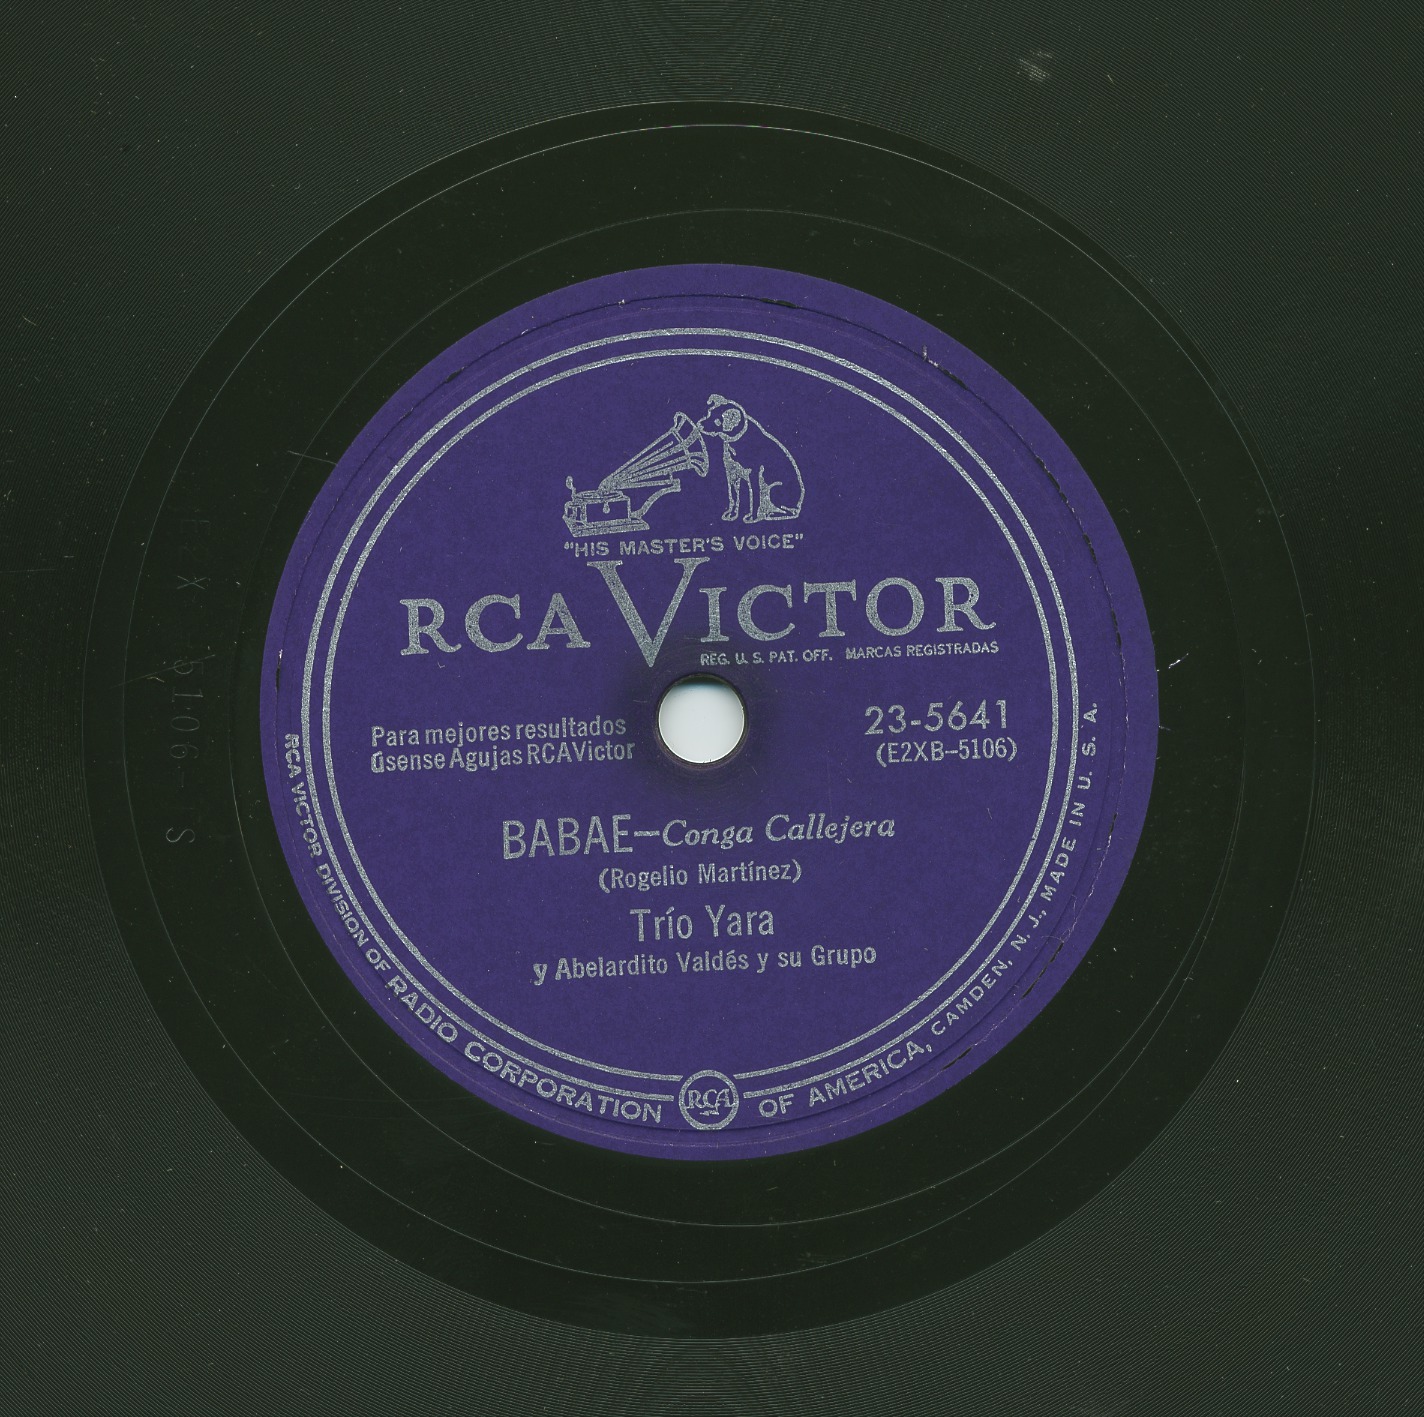 "HIS MASTER'S VOICE"
RCA VICTOR
REG. U. S. PAT. OFF. MARCAS REGISTRADAS
Para mejores resultados
úsense Agujas RCA Victor
23-5641
(E2XB-5106)
BABAE—Conga Callejera
(Rogelio Martínez)
Trío Yara
y Abelardito Valdés y su Grupo
RCA VICTOR DIVISION OF RADIO CORPORATION OF AMERICA, CAMDEN, N. J., MADE IN U. S. A.
RCA